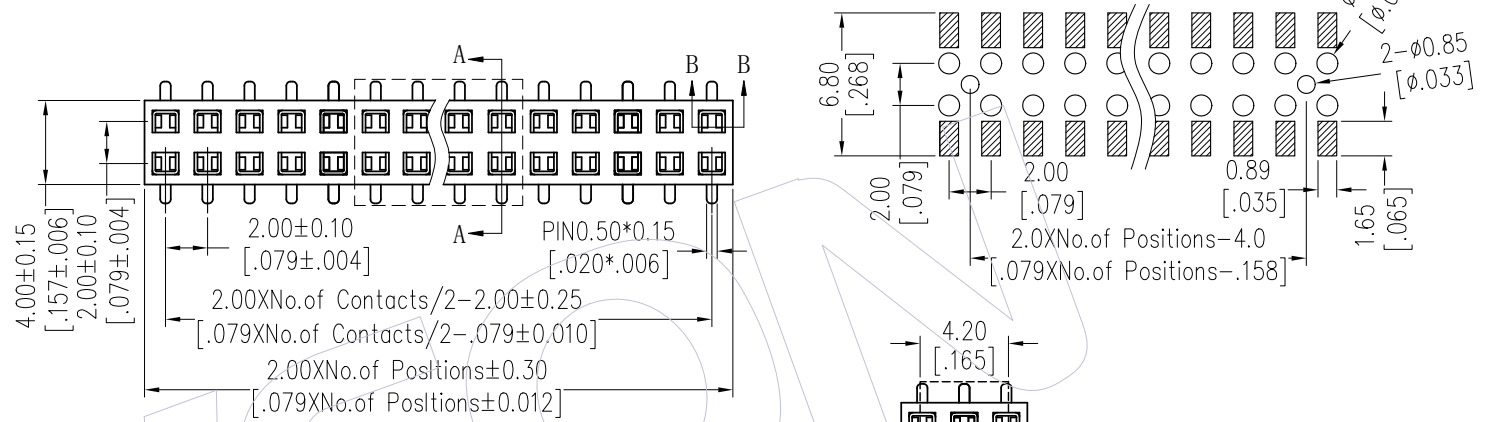 A
B
B
A
4.00±0.15
[.157±.006]
2.00±0.10
[.079±.004]
2.00±0.10
[.079±.004]
PIN0.50*0.15
[.020*.006]
2.00XNo.of Contacts/2-2.00±0.25
[.079XNo.of Contacts/2-.079±0.010]
2.00XNo.of Positions±0.30
[.079XNo.of Positions±0.012]
6.80
[.268]
2-ø0.85
[ø.033]
2.00
[.079]
2.00
[.079]
0.89
[.035]
1.65
[.065]
2.0XNo.of Positions-4.0
[.079XNo.of Positions-.158]
4.20
[.165]